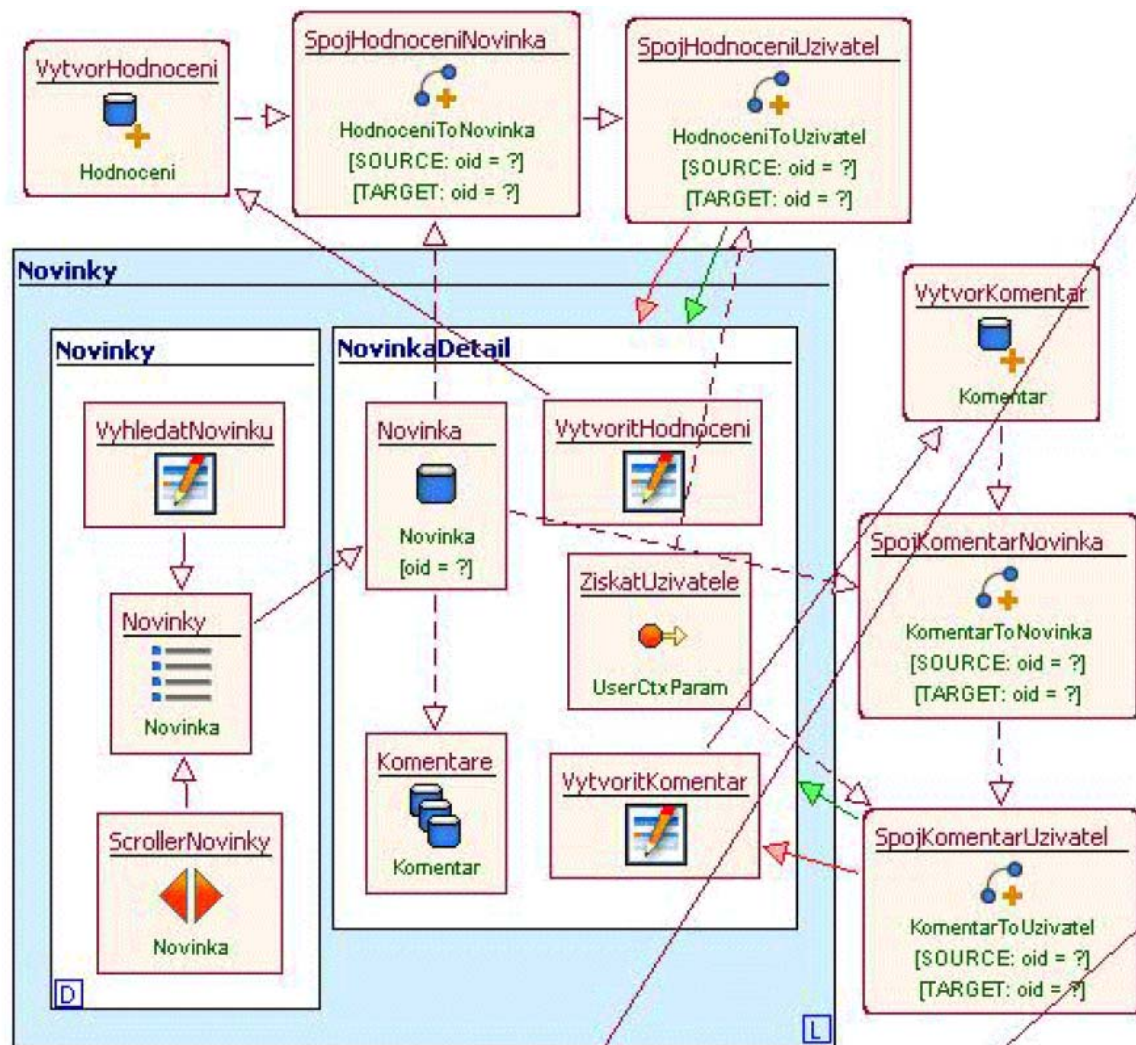 VytvorHodnoceni
Hodnoceni
SpojHodnoceniNovinka
HodnoceniToNovinka
[SOURCE: oid = ?]
[TARGET: oid = ?]
SpojHodnoceniUzivatel
HodnoceniToUzivatel
[SOURCE: oid = ?]
[TARGET: oid = ?]
Novinky
Novinky
VyhledatNovinku
Novinky
Novinka
ScrollerNovinky
Novinka
D
NovinkaDetail
Novinka
Novinka
[oid = ?]
Komentare
Komentar
VytvoritHodnoceni
ZiskatUzivatele
UserCtxParam
VytvoritKomentar
L
VytvorKomentar
Komentar
SpojKomentarNovinka
KomentarToNovinka
[SOURCE: oid = ?]
[TARGET: oid = ?]
SpojKomentarUzivatel
KomentarToUzivatel
[SOURCE: oid = ?]
[TARGET: oid = ?]